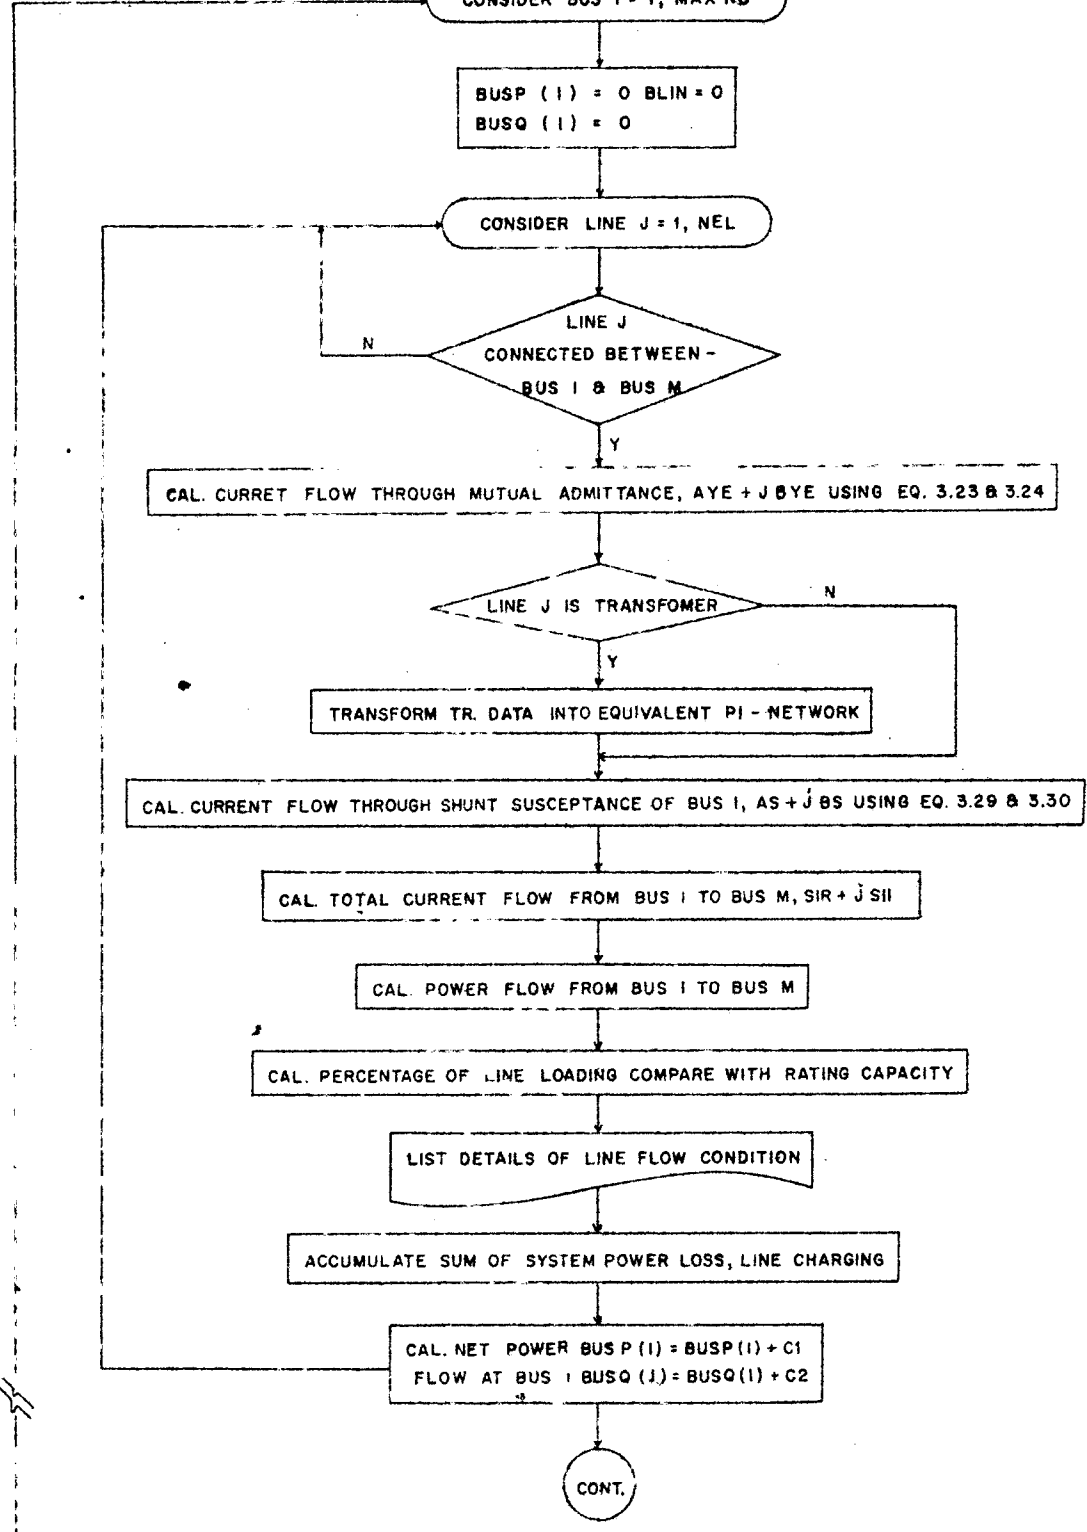 CONSIDER BUS I = 1, MAX NB
BUSP (I) = 0 BLIN = 0
BUSQ (I) = 0
CONSIDER LINE J = 1, NEL
LINE J
CONNECTED BETWEEN-
BUS I & BUS M
N
Y
CAL. CURRET FLOW THROUGH MUTUAL ADMITTANCE, AYE + J BYE USING EQ. 3.23 & 3.24
LINE J IS TRANSFOMER
N
Y
TRANSFORM TR. DATA INTO EQUIVALENT PI - NETWORK
CAL. CURRENT FLOW THROUGH SHUNT SUSCEPTANCE OF BUS I, AS + J BS USING EQ. 3.29 & 3.30
CAL. TOTAL CURRENT FLOW FROM BUS I TO BUS M, SIR + J SII
CAL. POWER FLOW FROM BUS I TO BUS M
CAL. PERCENTAGE OF LINE LOADING COMPARE WITH RATING CAPACITY
LIST DETAILS OF LINE FLOW CONDITION
ACCUMULATE SUM OF SYSTEM POWER LOSS, LINE CHARGING
CAL. NET POWER BUSP (I) = BUSP(I) + C1
FLOW AT BUS I BUSQ (I) = BUSQ(I) + C2
CONT.